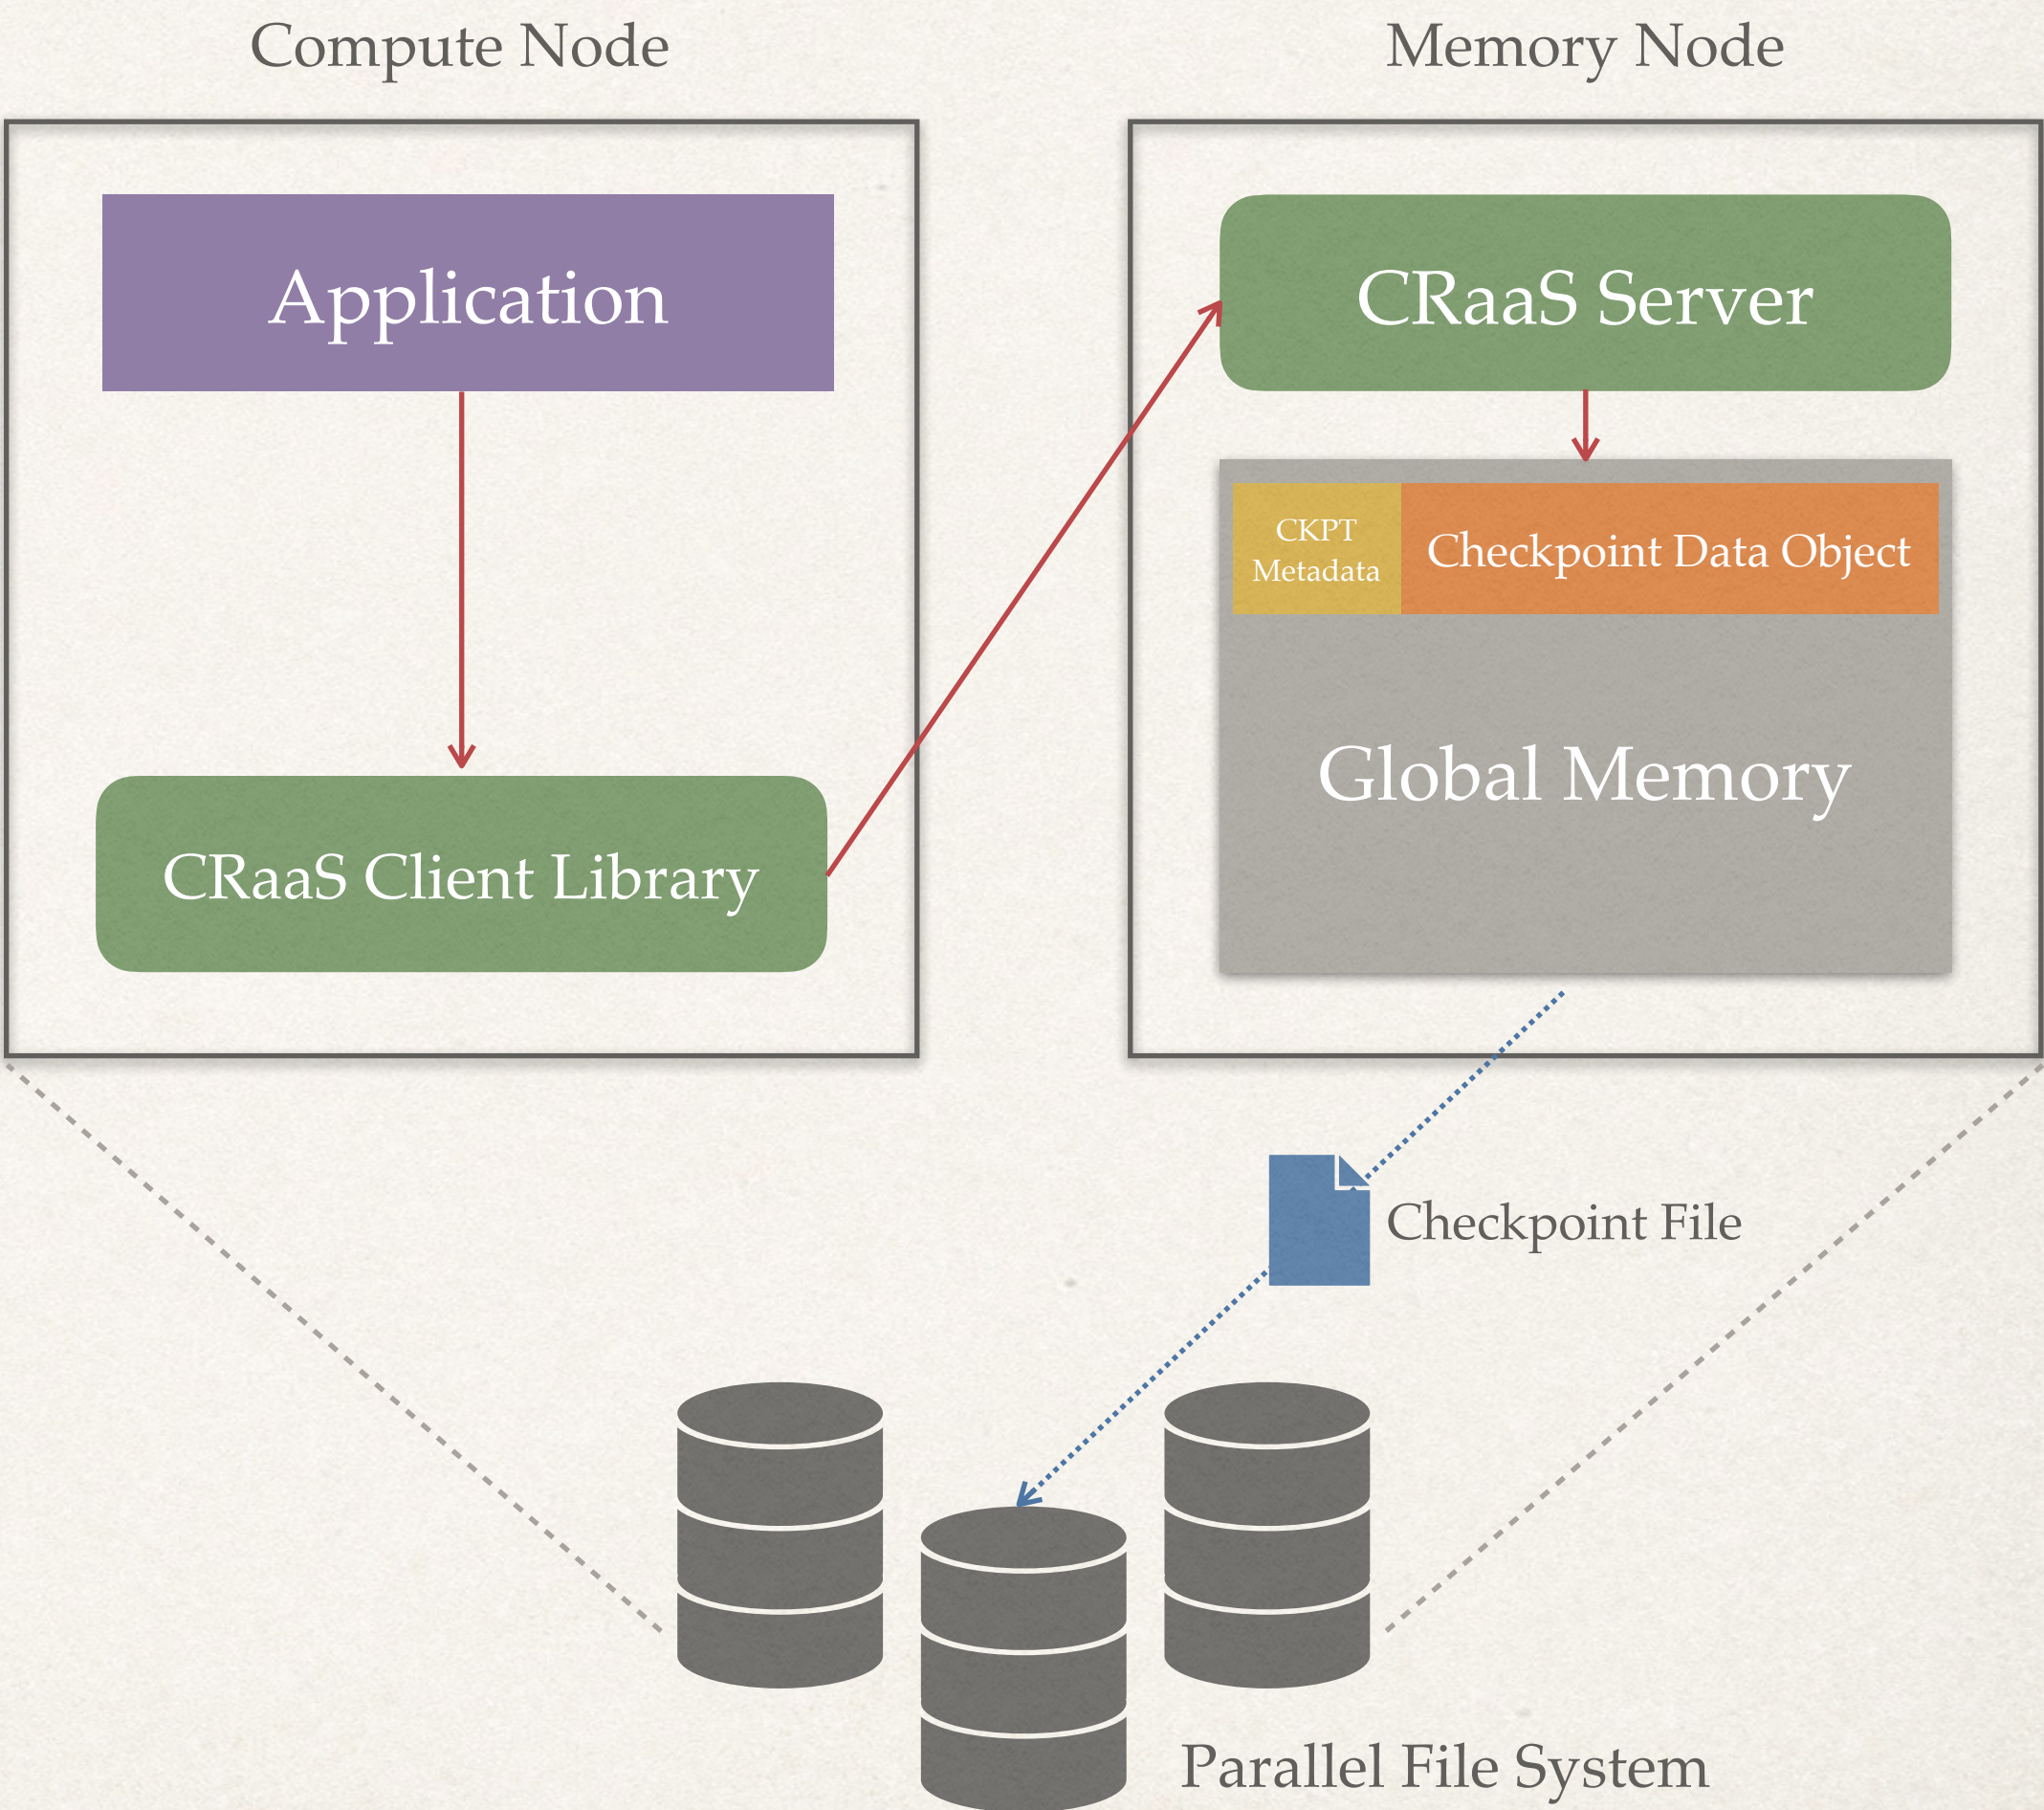 Compute Node
Memory Node
Application
CRaaS Server
CKPT
Metadata
Checkpoint Data Object
Global Memory
CRaaS Client Library
Checkpoint File
Parallel File System